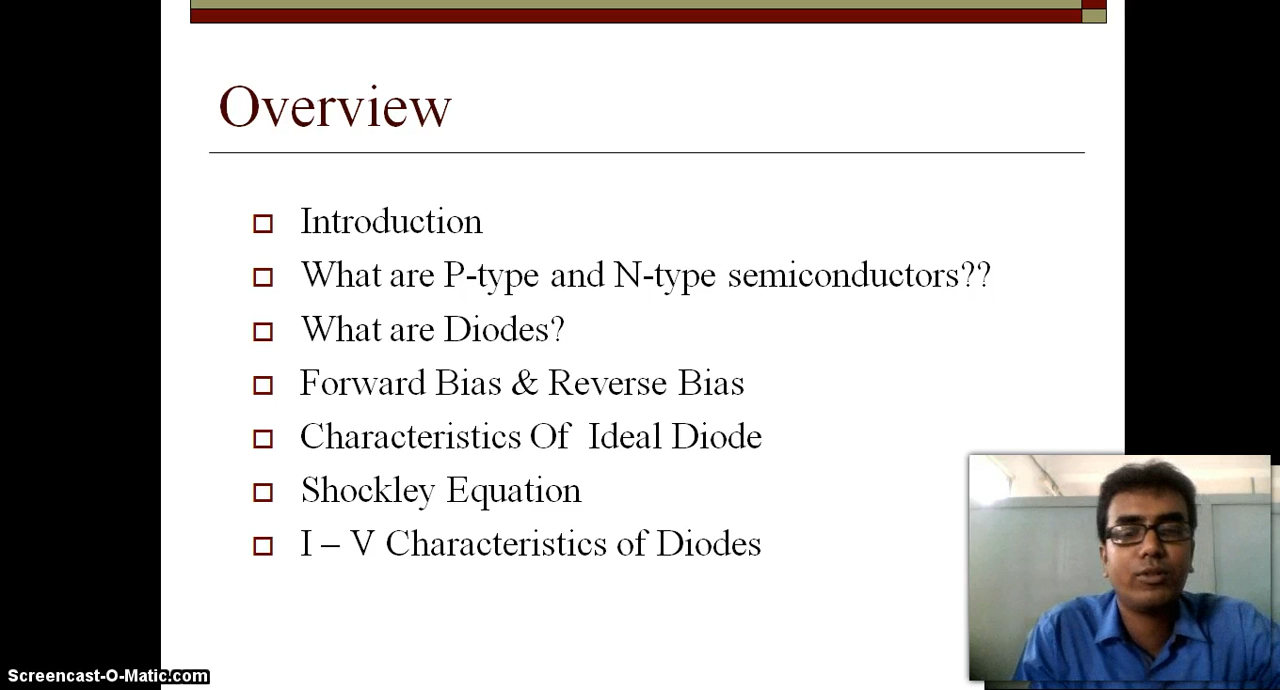 Overview
Introduction
What are P-type and N-type semiconductors??
What are Diodes?
Forward Bias & Reverse Bias
Characteristics Of Ideal Diode
Shockley Equation
I – V Characteristics of Diodes
Screencast-O-Matic.com